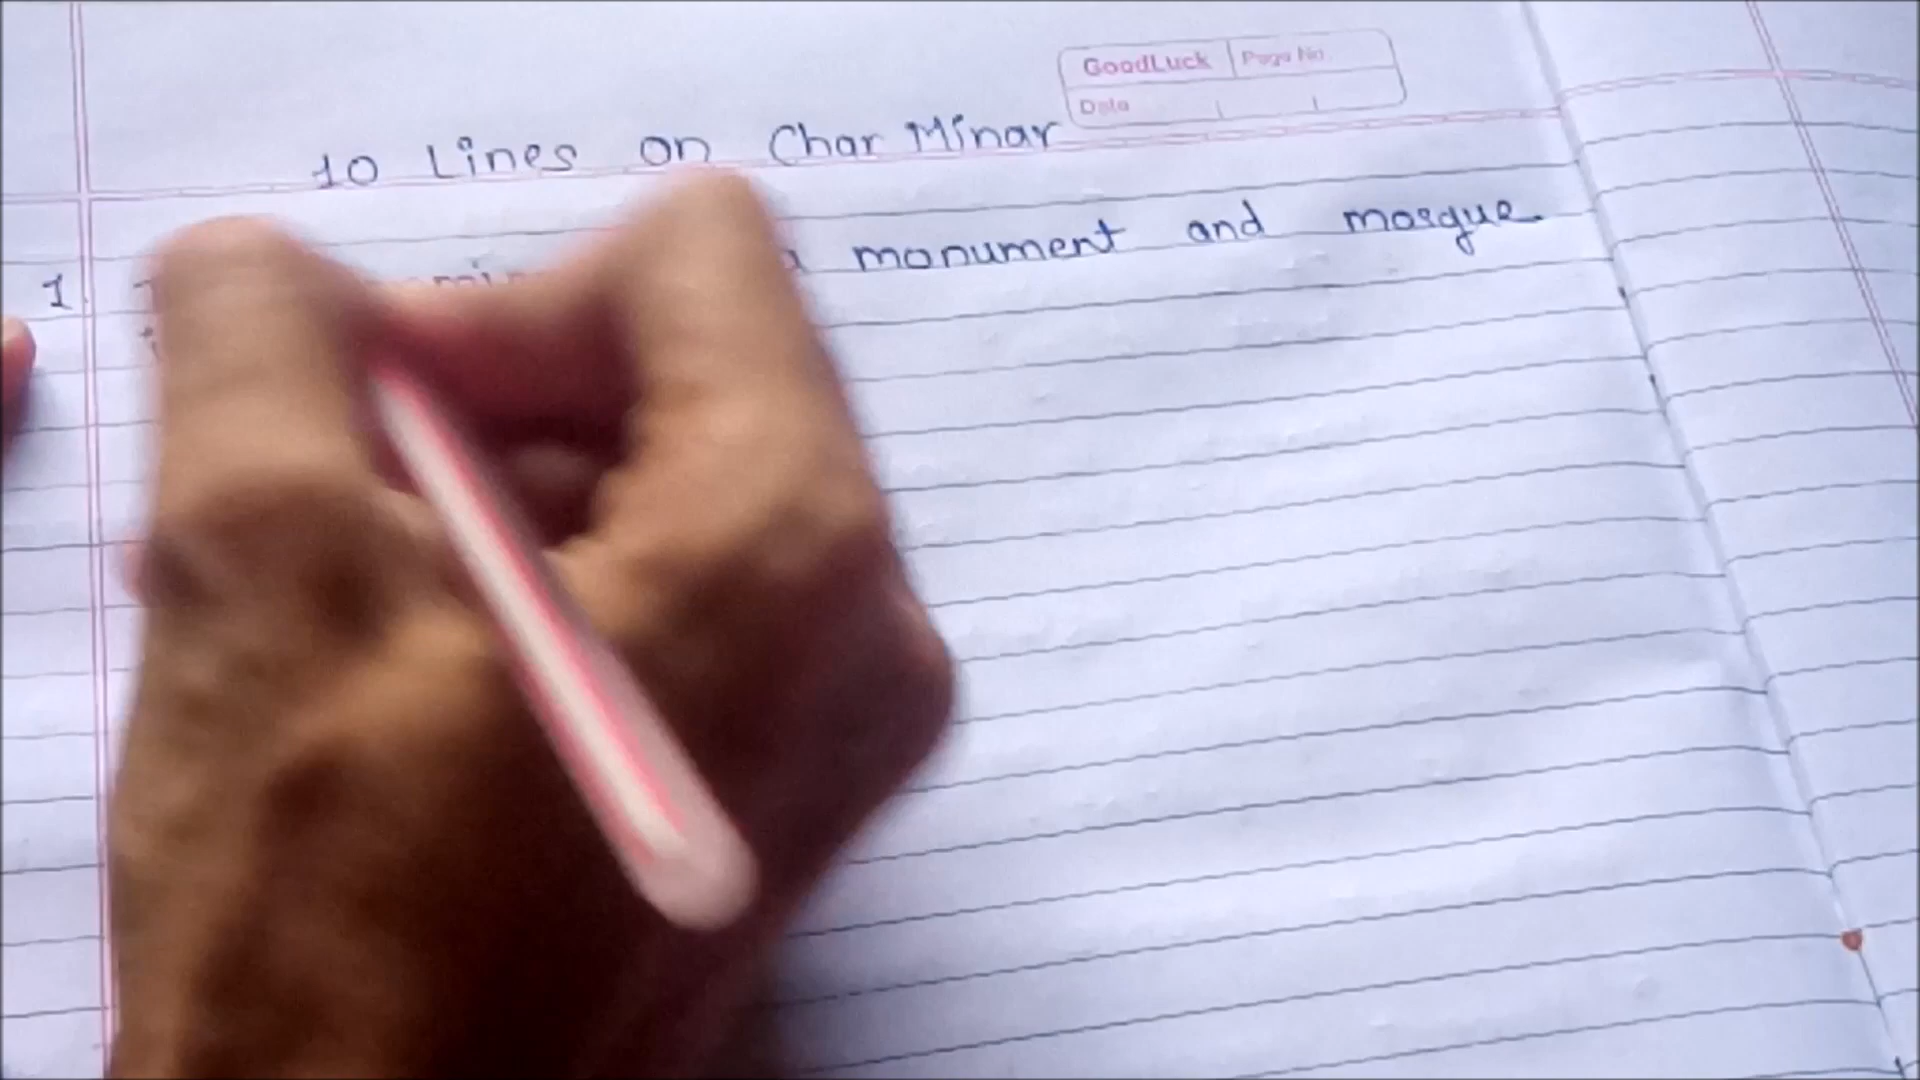 GoodLuck Page No.
Date
10 Lines on Char Minar
1. a monument and mosque